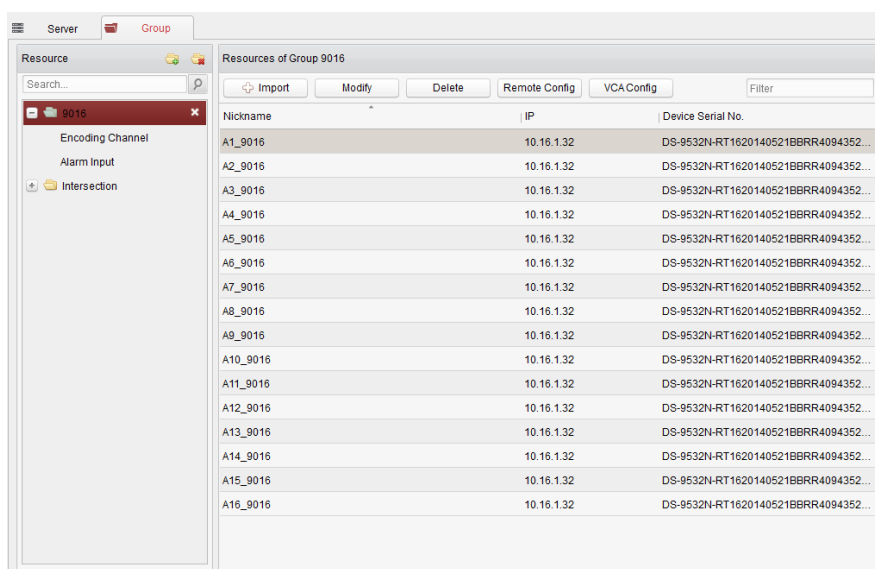 Server Group
Resource
Search...
9016
Encoding Channel
Alarm Input
Intersection
Resources of Group 9016
Import Modify Delete Remote Config VCA Config Filter
Nickname IP Device Serial No.
A1_9016 10.16.1.32 DS-9532N-RT1620140521BBRR4094352...
A2_9016 10.16.1.32 DS-9532N-RT1620140521BBRR4094352...
A3_9016 10.16.1.32 DS-9532N-RT1620140521BBRR4094352...
A4_9016 10.16.1.32 DS-9532N-RT1620140521BBRR4094352...
A5_9016 10.16.1.32 DS-9532N-RT1620140521BBRR4094352...
A6_9016 10.16.1.32 DS-9532N-RT1620140521BBRR4094352...
A7_9016 10.16.1.32 DS-9532N-RT1620140521BBRR4094352...
A8_9016 10.16.1.32 DS-9532N-RT1620140521BBRR4094352...
A9_9016 10.16.1.32 DS-9532N-RT1620140521BBRR4094352...
A10_9016 10.16.1.32 DS-9532N-RT1620140521BBRR4094352...
A11_9016 10.16.1.32 DS-9532N-RT1620140521BBRR4094352...
A12_9016 10.16.1.32 DS-9532N-RT1620140521BBRR4094352...
A13_9016 10.16.1.32 DS-9532N-RT1620140521BBRR4094352...
A14_9016 10.16.1.32 DS-9532N-RT1620140521BBRR4094352...
A15_9016 10.16.1.32 DS-9532N-RT1620140521BBRR4094352...
A16_9016 10.16.1.32 DS-9532N-RT1620140521BBRR4094352...